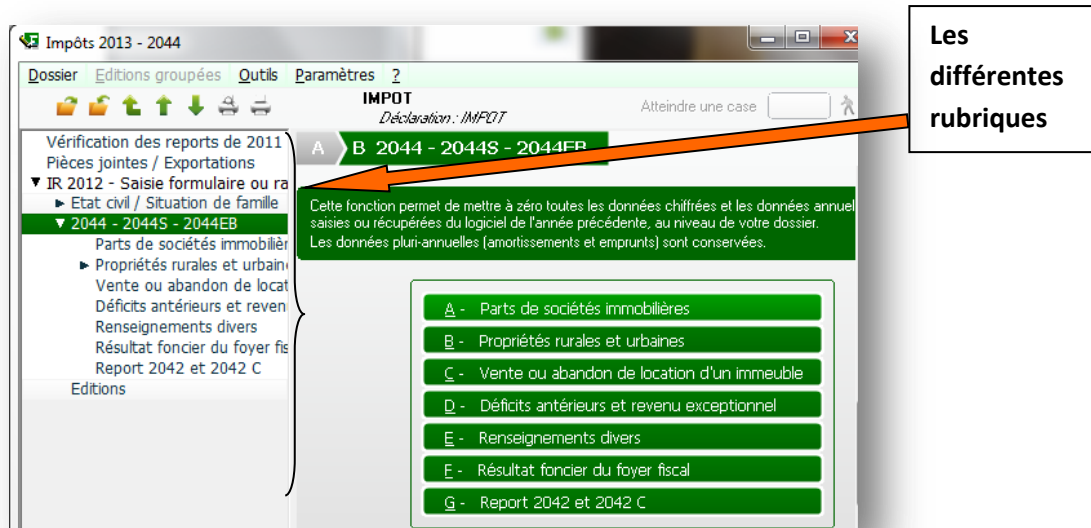 Impôts 2013 - 2044
Dossier Editions groupées Outils Paramètres ?
IMPOT
Déclaration : IMPOT
Atteindre une case
Vérification des reports de 2011
Pièces jointes / Exportations
IR 2012 - Saisie formulaire ou ra
Etat civil / Situation de famille
2044 - 2044S - 2044EB
Parts de sociétés immobilièr
Propriétés rurales et urbain
Vente ou abandon de locat
Déficits antérieurs et reven
Renseignements divers
Résultat foncier du foyer fis
Report 2042 et 2042 C
Editions
A B 2044 - 2044S - 2044EB
Cette fonction permet de mettre à zéro toutes les données chiffrées et les données annuel
saisies ou récupérées du logiciel de l'année précédente, au niveau de votre dossier.
Les données pluri-annuelles (amortissements et emprunts) sont conservées.
A - Parts de sociétés immobilières
B - Propriétés rurales et urbaines
C - Vente ou abandon de location d'un immeuble
D - Déficits antérieurs et revenu exceptionnel
E - Renseignements divers
F - Résultat foncier du foyer fiscal
G - Report 2042 et 2042 C
Les
différentes
rubriques